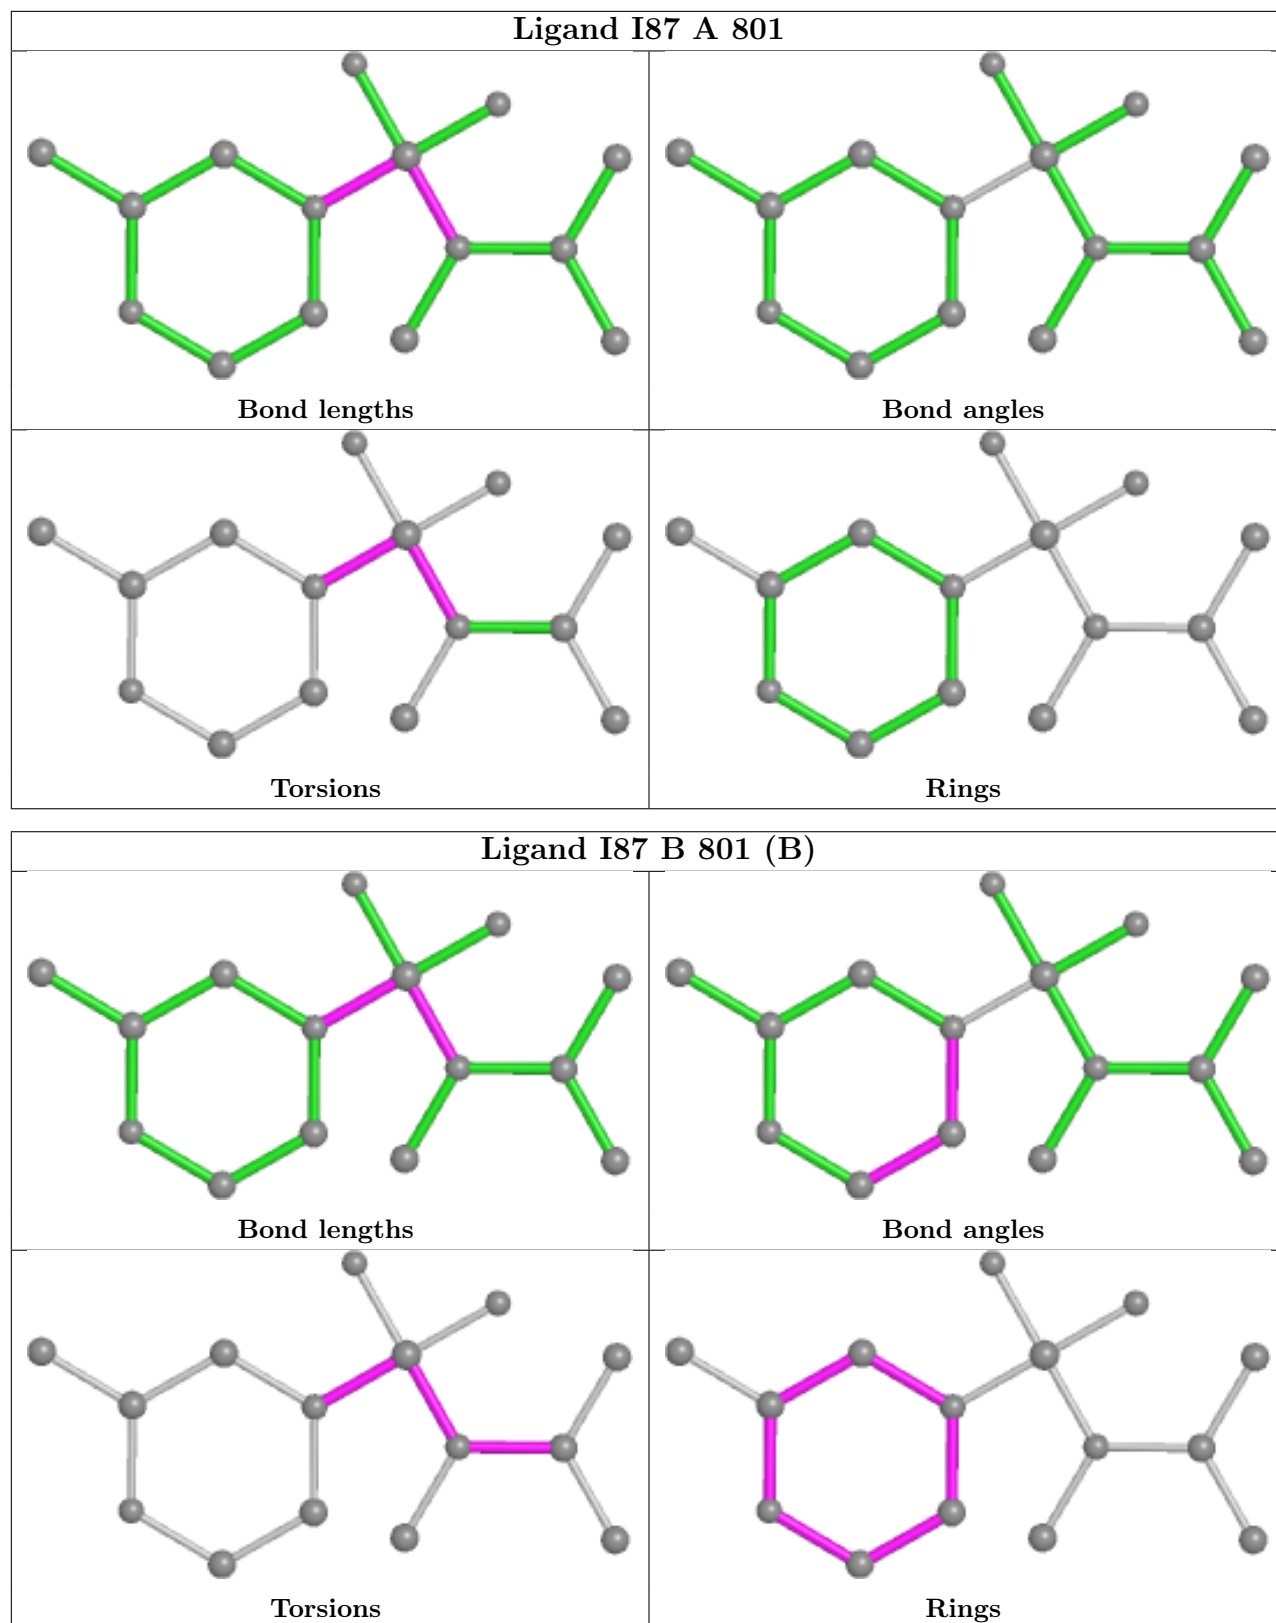 Ligand I87 A 801
Bond lengths
Bond angles
Torsions
Rings
Ligand I87 B 801 (B)
Bond lengths
Bond angles
Torsions
Rings